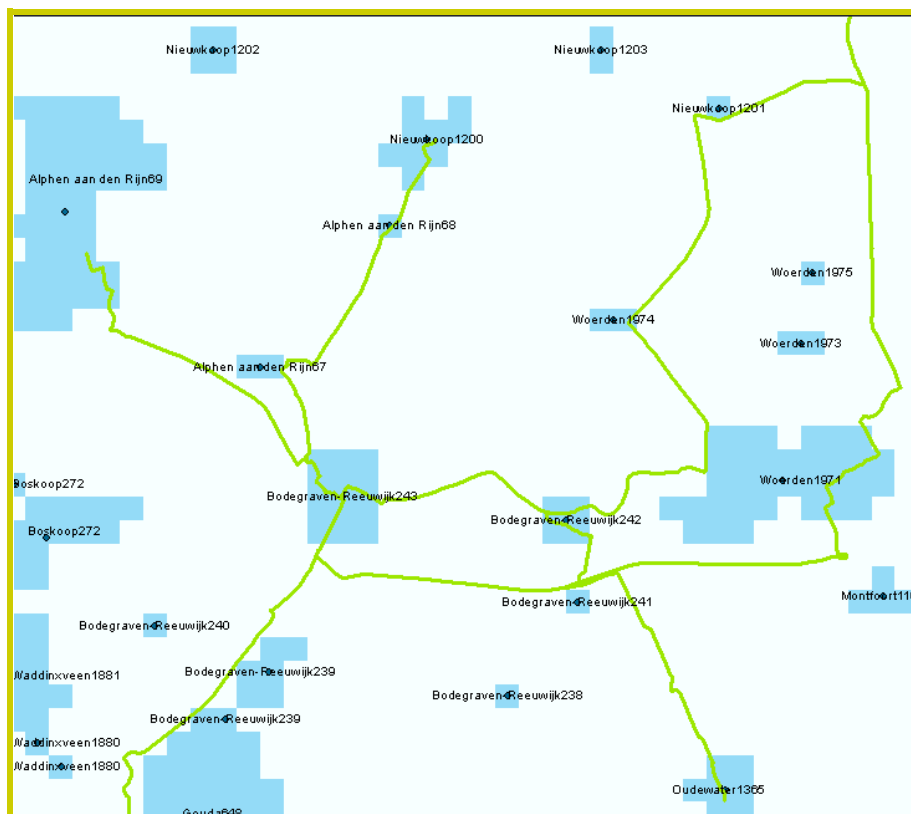 Nieuwkoop1202
Nieuwkoop1203
Nieuwkoop1201
Nieuwkoop1200
Alphen aan den Rijn69
Alphen aan den Rijn68
Woerden1975
Woerden1974
Woerden1973
Alphen aan den Rijn67
Woerden1971
Boskoop272
Bodegraven-Reeuwijk243
Bodegraven-Reeuwijk242
Boskoop272
Bodegraven-Reeuwijk241
Bodegraven-Reeuwijk240
Waddinxveen1881
Bodegraven-Reeuwijk239
Bodegraven-Reeuwijk238
Bodegraven-Reeuwijk239
Waddinxveen1880
Waddinxveen1880
Oudewater1365
Gouda648